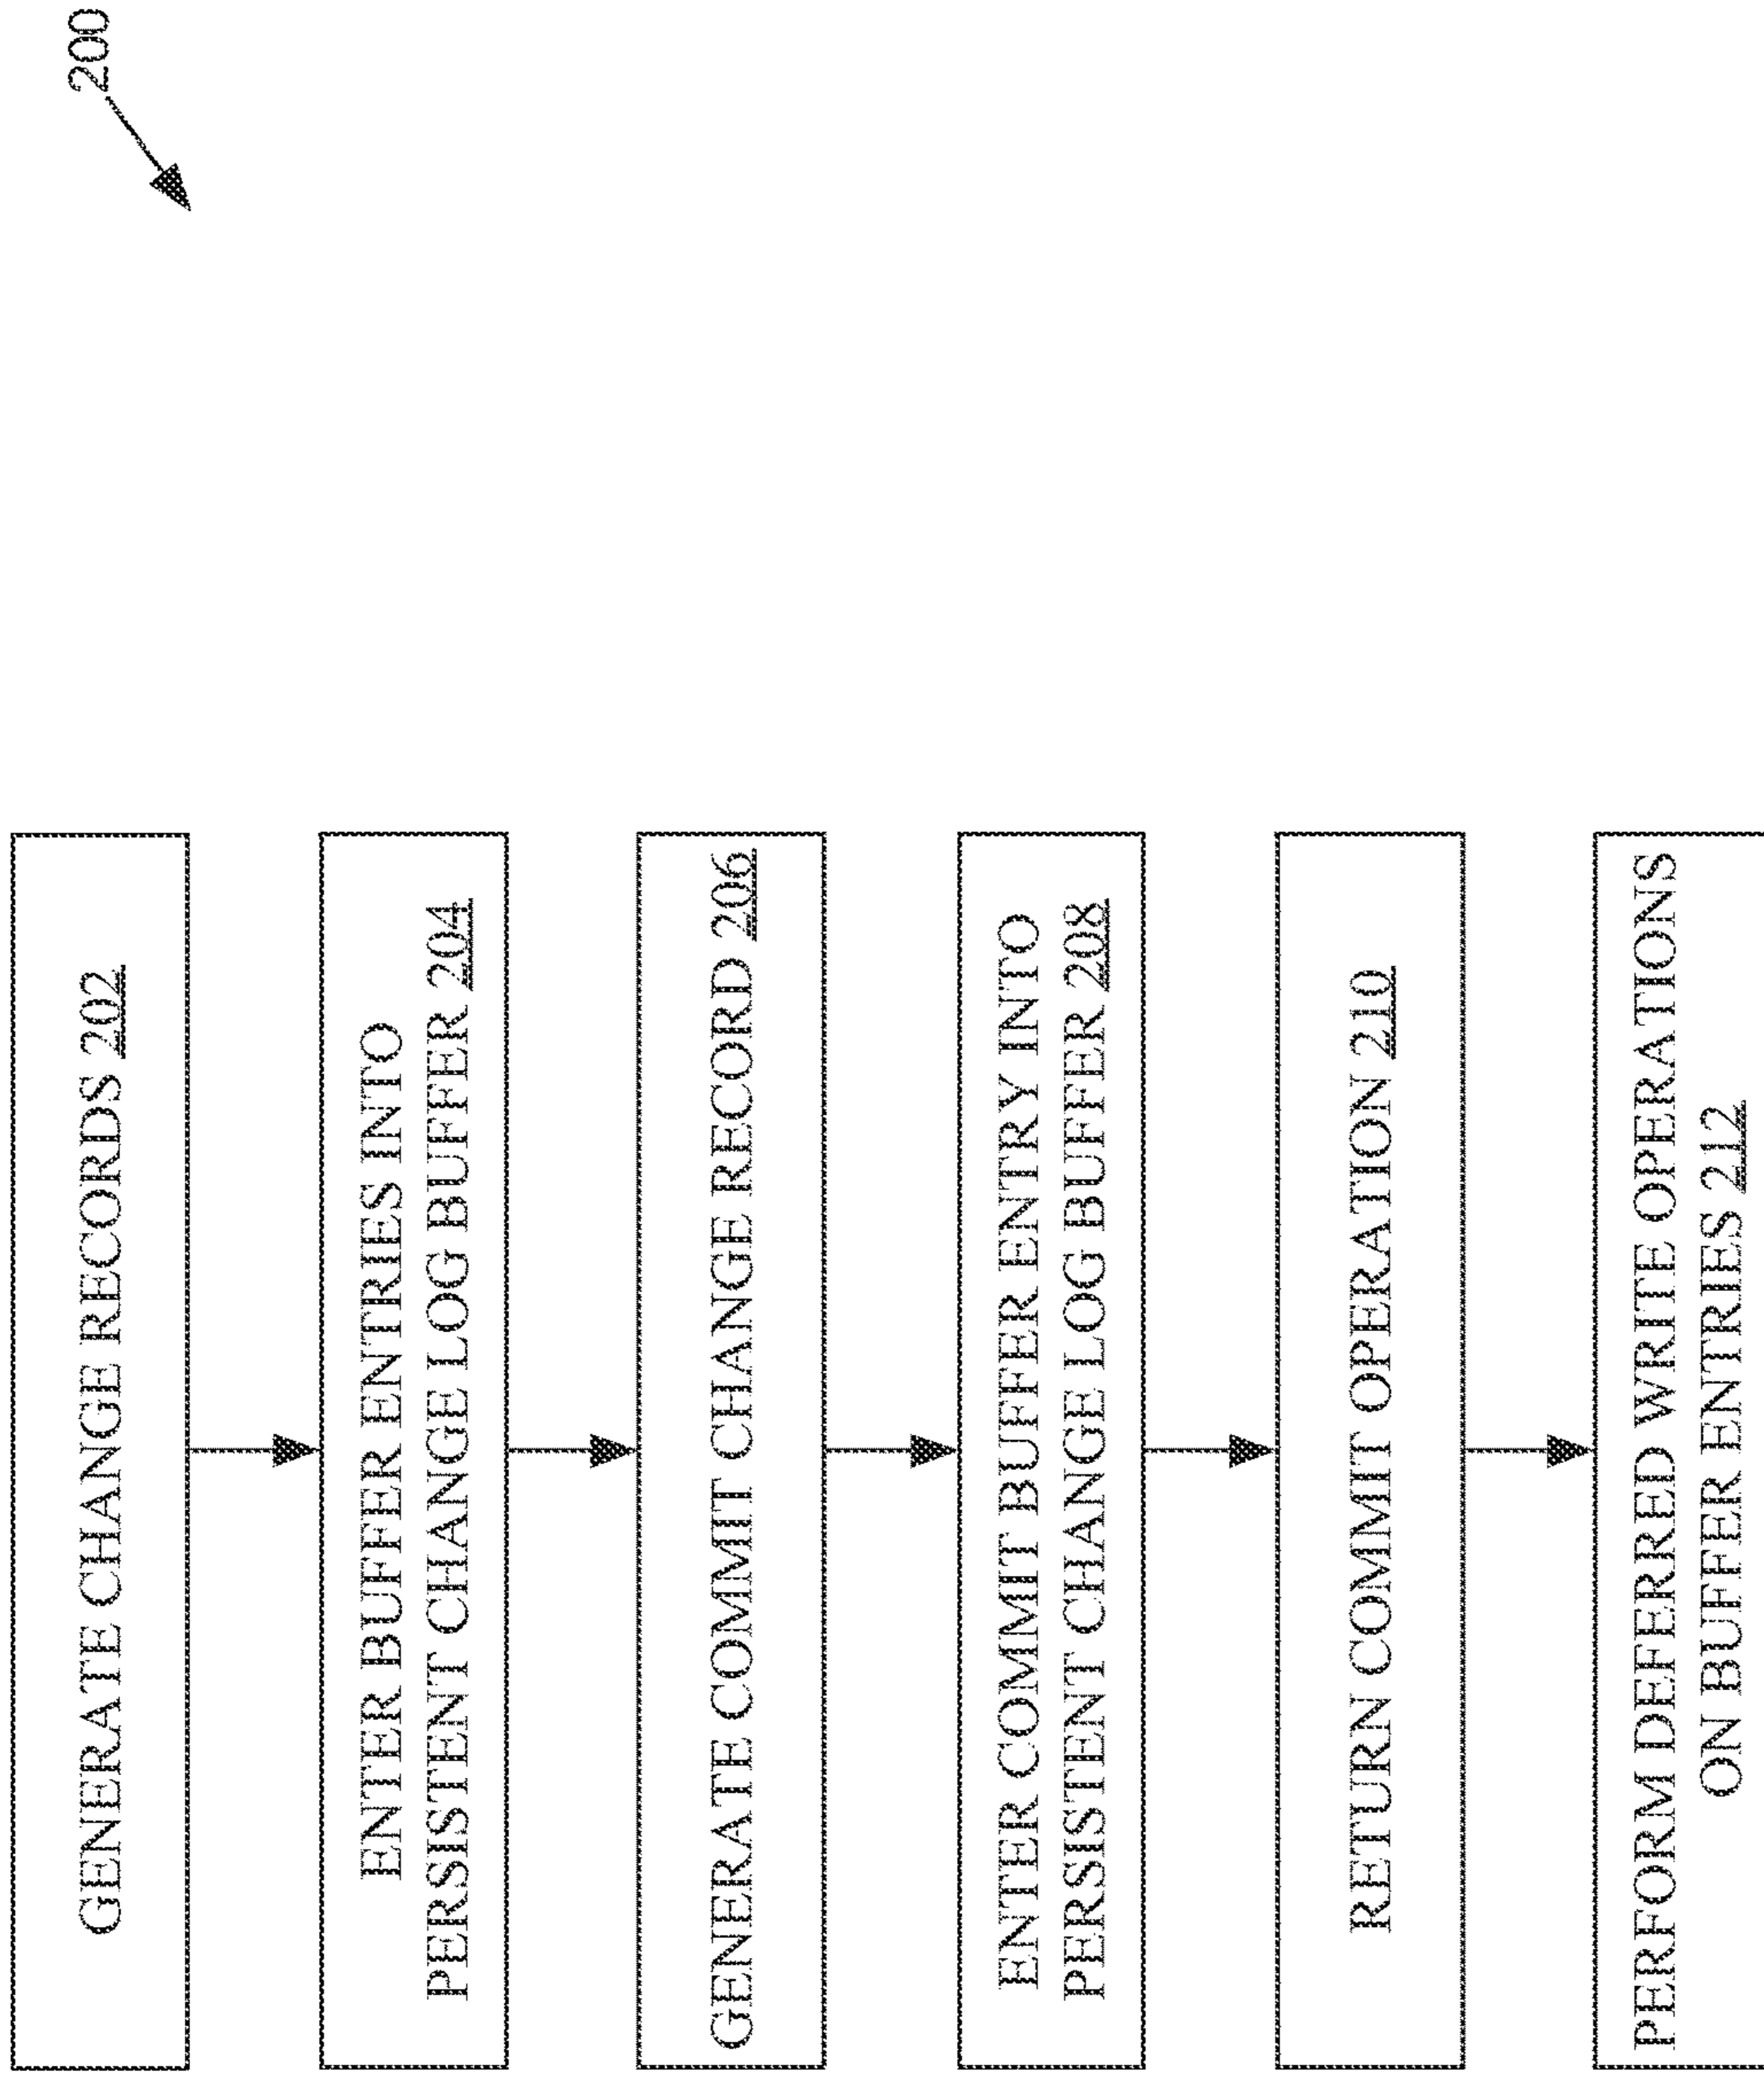 200
GENERATE CHANGE RECORDS 202
ENTER BUFFER ENTRIES INTO
PERSISTENT CHANGE LOG BUFFER 204
GENERATE COMMIT CHANGE RECORD 206
ENTER COMMIT BUFFER ENTRY INTO
PERSISTENT CHANGE LOG BUFFER 208
RETURN COMMIT OPERATION 210
PERFORM DEFERRED WRITE OPERATIONS
ON BUFFER ENTRIES 212